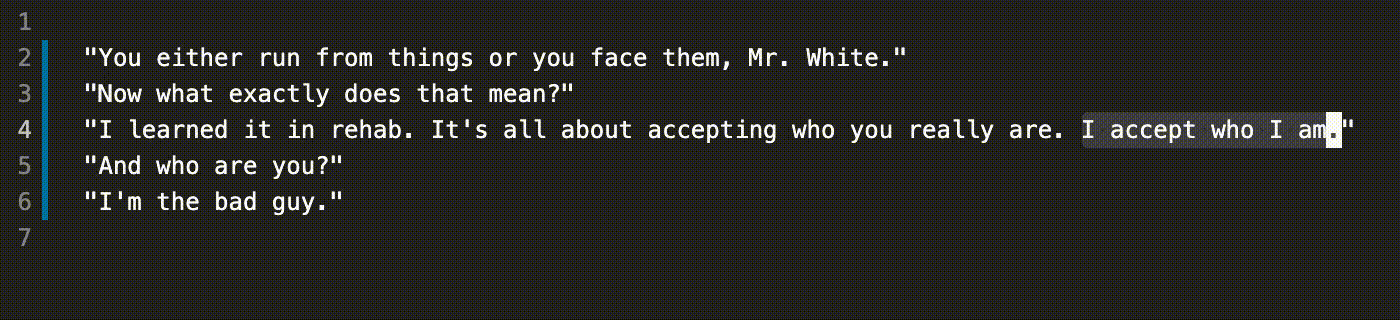 1
2 "You either run from things or you face them, Mr. White."
3 "Now what exactly does that mean?"
4 "I learned it in rehab. It's all about accepting who you really are. I accept who I am."
5 "And who are you?"
6 "I'm the bad guy."
7